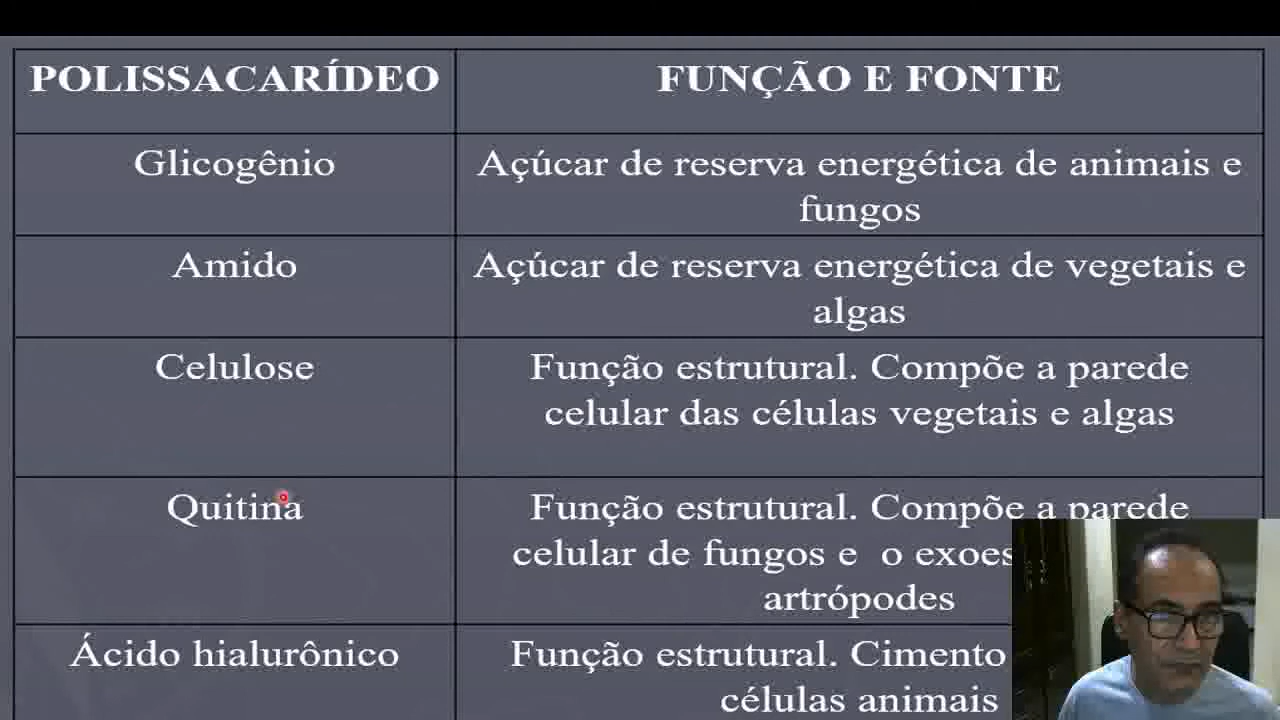 POLISSACARÍDEO
FUNÇÃO E FONTE
Glicogênio
Açúcar de reserva energética de animais e
fungos
Amido
Açúcar de reserva energética de vegetais e
algas
Celulose
Função estrutural. Compõe a parede
celular das células vegetais e algas
Quitina
Função estrutural. Compõe a parede
celular de fungos e o
artrópodes
Ácido hialurônico
Função estrutural. Cimento
células animais